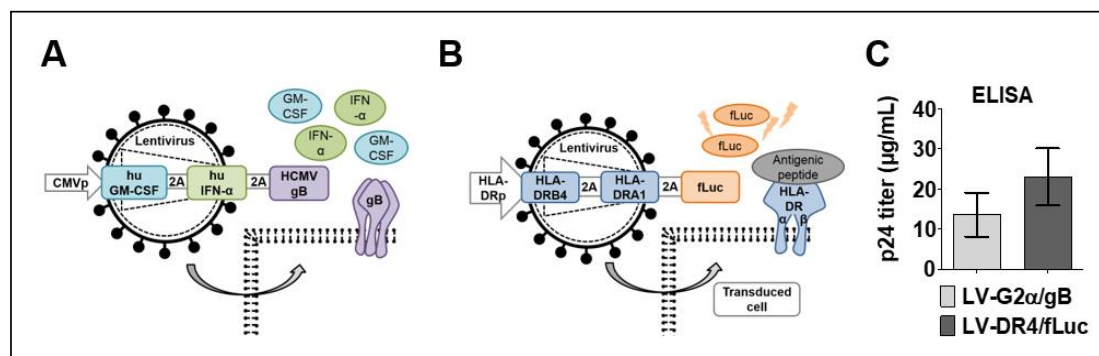 A
GM-
CSF
IFN
-α
IFN-
α
GM-
CSF
Lentivirus
CMVp
hu
GM-CSF
2A
hu
IFN-α
2A
HCMV
gB
gB
B
fLuc
fLuc
Lentivirus
Antigenic
peptide
HLA-
DRp
HLA-
DRB4
2A
HLA-
DRA1
2A
fLuc
HLA-
DR
α β
Transduced
cell
C
ELISA
p24 titer (µg/mL)
40
30
20
10
0
LV-G2α/gB
LV-DR4/fLuc